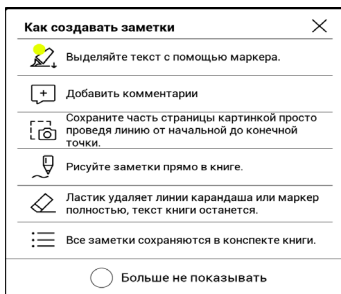 Как создавать заметки
Выделяйте текст с помощью маркера.
Добавить комментарии
Сохраните часть страницы картинкой просто
проведя линию от начальной до конечной
точки.
Рисуйте заметки прямо в книге.
Ластик удаляет линии карандаша или маркер
полностью, текст книги останется.
Все заметки сохраняются в конспекте книги.
Больше не показывать